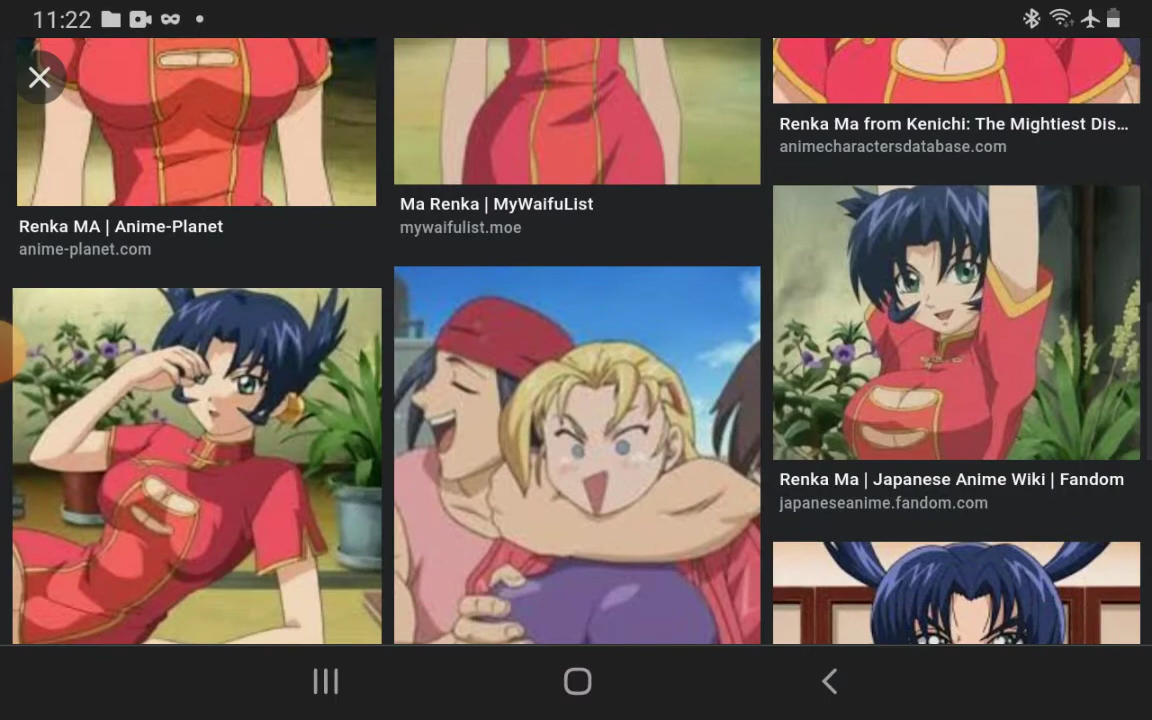 11:22
Renka MA | Anime-Planet
anime-planet.com
Ma Renka | MyWaifuList
mywaifulist.moe
Renka Ma from Kenichi: The Mightiest Dis...
animecharactersdatabase.com
Renka Ma | Japanese Anime Wiki | Fandom
japaneseanime.fandom.com